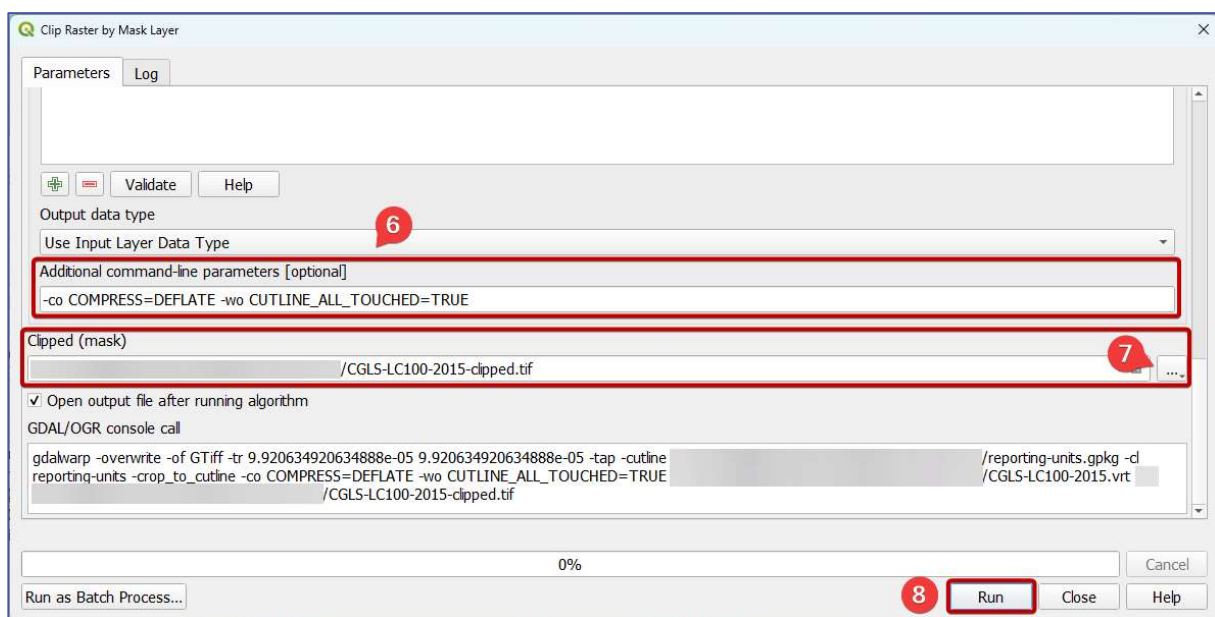 Clip Raster by Mask Layer
Parameters Log
Validate Help
Output data type
6
Use Input Layer Data Type
Additional command-line parameters [optional]
-co COMPRESS=DEFLATE -wo CUTLINE_ALL_TOUCHED=TRUE
Clipped (mask)
7
/CGLS-LC100-2015-clipped.tif ...
Open output file after running algorithm
GDAL/OGR console call
gdalwarp -overwrite -of GTiff -tr 9.920634920634888e-05 9.920634920634888e-05 -tap -cutline /reporting-units.gpkg -cl
reporting-units -crop_to_cutline -co COMPRESS=DEFLATE -wo CUTLINE_ALL_TOUCHED=TRUE /CGLS-LC100-2015.vrt
/CGLS-LC100-2015-clipped.tif
0% Cancel
Run as Batch Process... 8 Run Close Help